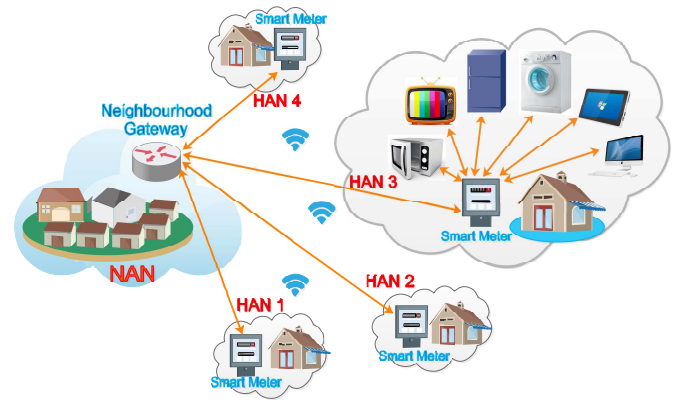 Smart Meter
HAN 4
Neighbourhood
Gateway
HAN 3
Smart Meter
NAN
HAN 1
HAN 2
Smart Meter
Smart Meter